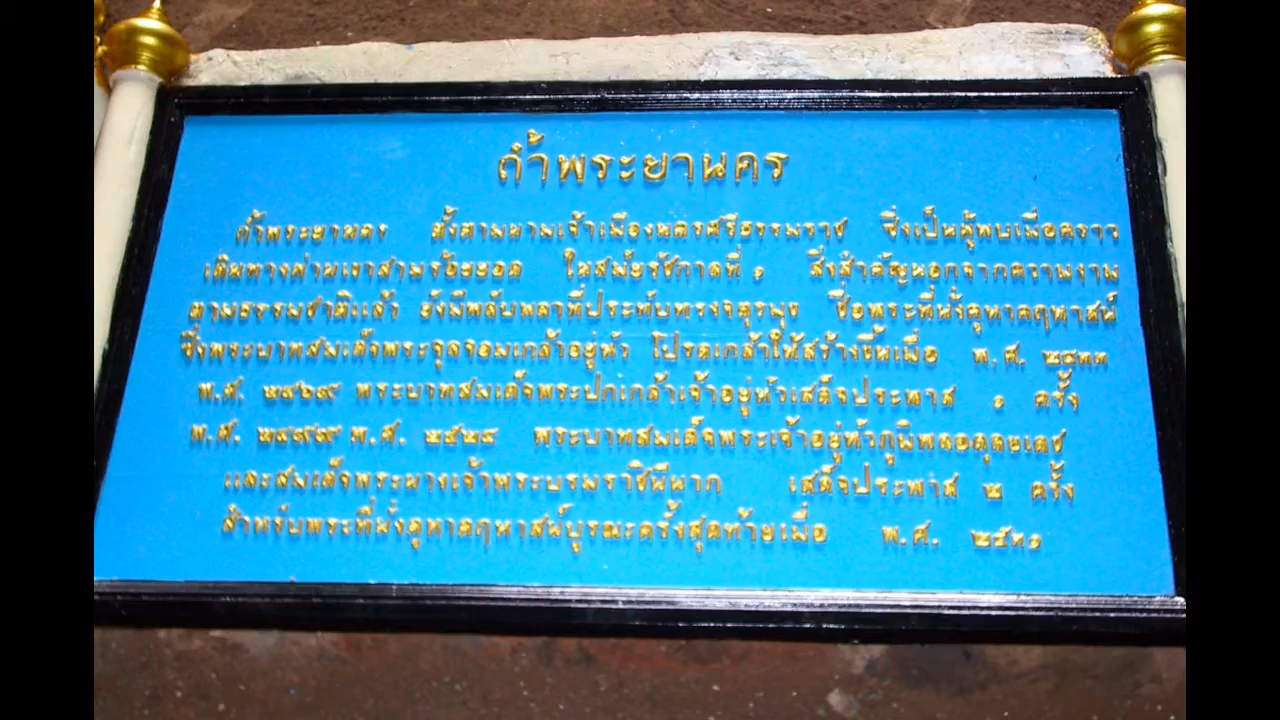 ถ้ำพระยานคร
ถ้ำพระยานคร ตั้งตามนามเจ้าเมืองนครศรีธรรมราช ซึ่งเป็นผู้พบเมื่อคราว
เดินทางผ่านเขาสามร้อยยอด ในสมัยรัชกาลที่ ๑ สิ่งสำคัญนอกจากความงาม
ตามธรรมชาติแล้ว ยังมีพลับพลาที่ประทับทรงจตุรมุข ชื่อพระที่นั่งคูหาคฤหาสน์
ซึ่งพระบาทสมเด็จพระจุลจอมเกล้าอยู่หัว โปรดเกล้าให้สร้างขึ้นเมื่อ พ.ศ. ๒๔๓๓
พ.ศ. ๒๔๖๙ พระบาทสมเด็จพระปกเกล้าเจ้าอยู่หัวเสด็จประพาส ๑ ครั้ง
พ.ศ. ๒๔๙๙ พ.ศ. ๒๕๒๔ พระบาทสมเด็จพระเจ้าอยู่หัวภูมิพลอดุลยเดช
และสมเด็จพระนางเจ้าพระบรมราชินีนาถ เสด็จประพาส ๒ ครั้ง
สำหรับพระที่นั่งคูหาคฤหาสน์บูรณะครั้งสุดท้ายเมื่อ พ.ศ. ๒๕๓๑